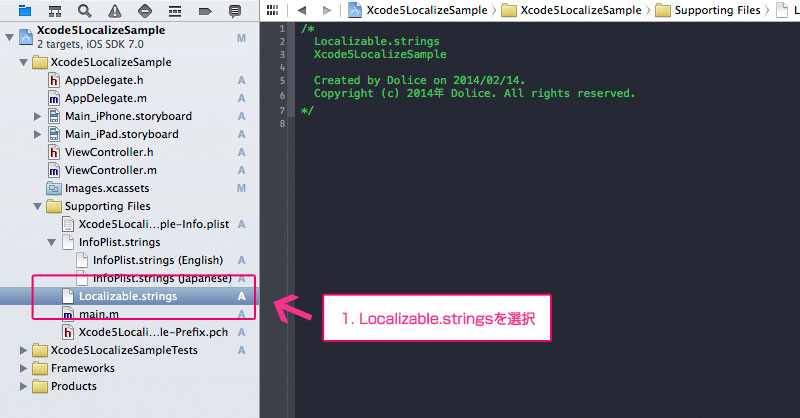 Xcode5LocalizeSample
2 targets, iOS SDK 7.0
M
Xcode5LocalizeSample
AppDelegate.h
A
AppDelegate.m
A
Main_iPhone.storyboard
A
Main_iPad.storyboard
A
ViewController.h
A
ViewController.m
A
Images.xcassets
M
Supporting Files
Xcode5Locali...ple-Info.plist
A
InfoPlist.strings
InfoPlist.strings (English)
A
InfoPlist.strings (Japanese)
A
Localizable.strings
A
main.m
A
Xcode5Locali...le-Prefix.pch
A
Xcode5LocalizeSampleTests
A
Frameworks
Products
Xcode5LocalizeSample
Xcode5LocalizeSample
Supporting Files
L
1 /*
2 Localizable.strings
3 Xcode5LocalizeSample
4
5 Created by Dolice on 2014/02/14.
6 Copyright (c) 2014年 Dolice. All rights reserved.
7 */
8
1. Localizable.stringsを選択